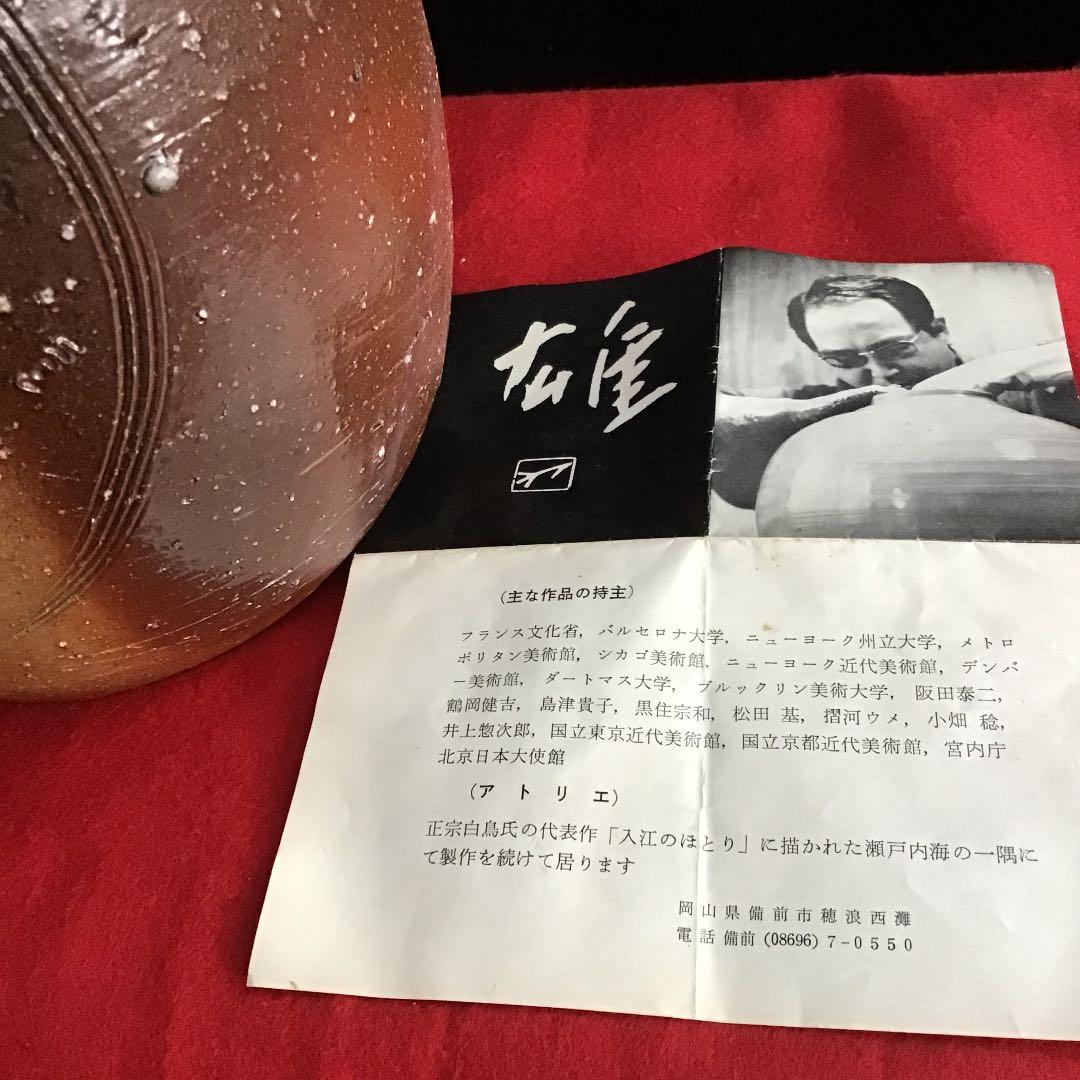 雄
(主な作品の持主)
フランス文化省, バルセロナ大学, ニューヨーク州立大学, メトロ
ポリタン美術館, シカゴ美術館, ニューヨーク近代美術館, デンバ
ー美術館, ダートマス大学, ブルックリン美術大学, 阪田泰二,
鶴岡健吉, 島津貴子, 黒住宗和, 松田 基, 摺河ウメ, 小畑 稔,
井上惣次郎, 国立東京近代美術館, 国立京都近代美術館, 宮内庁
北京日本大使館
(アトリエ)
正宗白鳥氏の代表作「入江のほとり」に描かれた瀬戸内海の一隅に
て製作を続けて居ります
岡山県備前市穂浪西灘
電話 備前 (08696) 7-0550